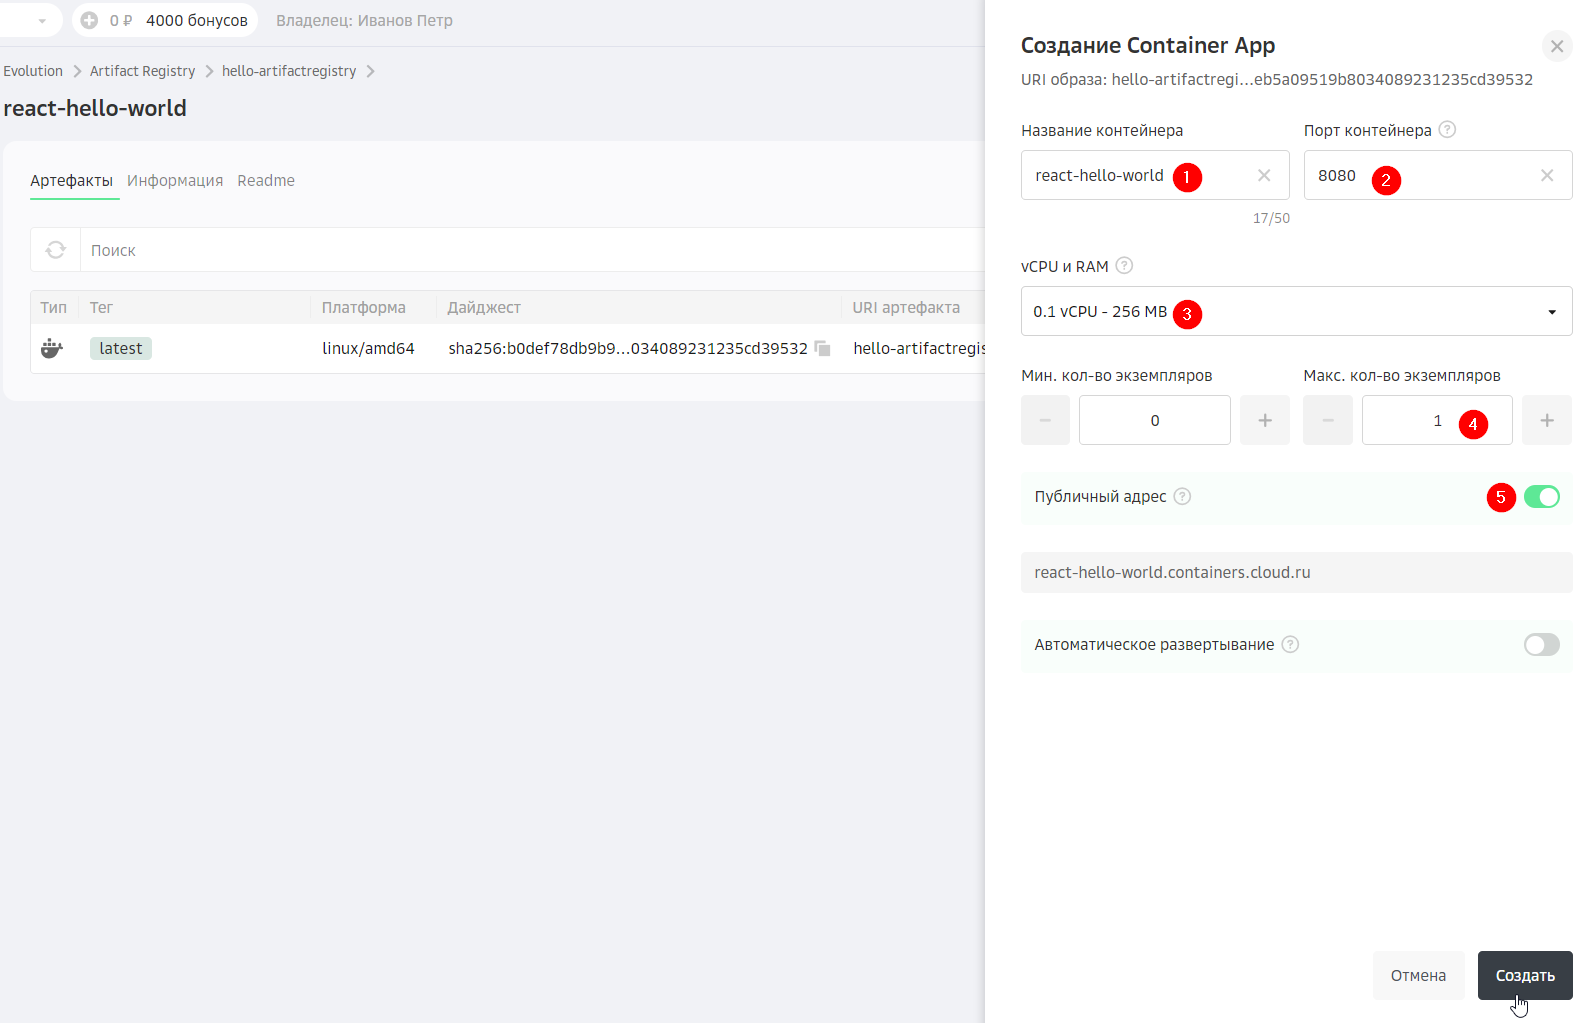 0 ₽ 4000 бонусов Владелец: Иванов Петр
Evolution Artifact Registry hello-artifactregistry
react-hello-world
Артефакты Информация Readme
Поиск
Тип Тег Платформа Дайджест URI артефакта
latest linux/amd64 sha256:b0def78db9b9...034089231235cd39532 hello-artifactregis
Создание Container App
URI образа: hello-artifactregi...eb5a09519b8034089231235cd39532
Название контейнера Порт контейнера ?
react-hello-world 1 8080 2
17/50
vCPU и RAM ?
0.1 vCPU - 256 MB 3
Мин. кол-во экземпляров Макс. кол-во экземпляров
− 0 + − 1 4 +
Публичный адрес ? 5
react-hello-world.containers.cloud.ru
Автоматическое развертывание ?
Отмена Создать